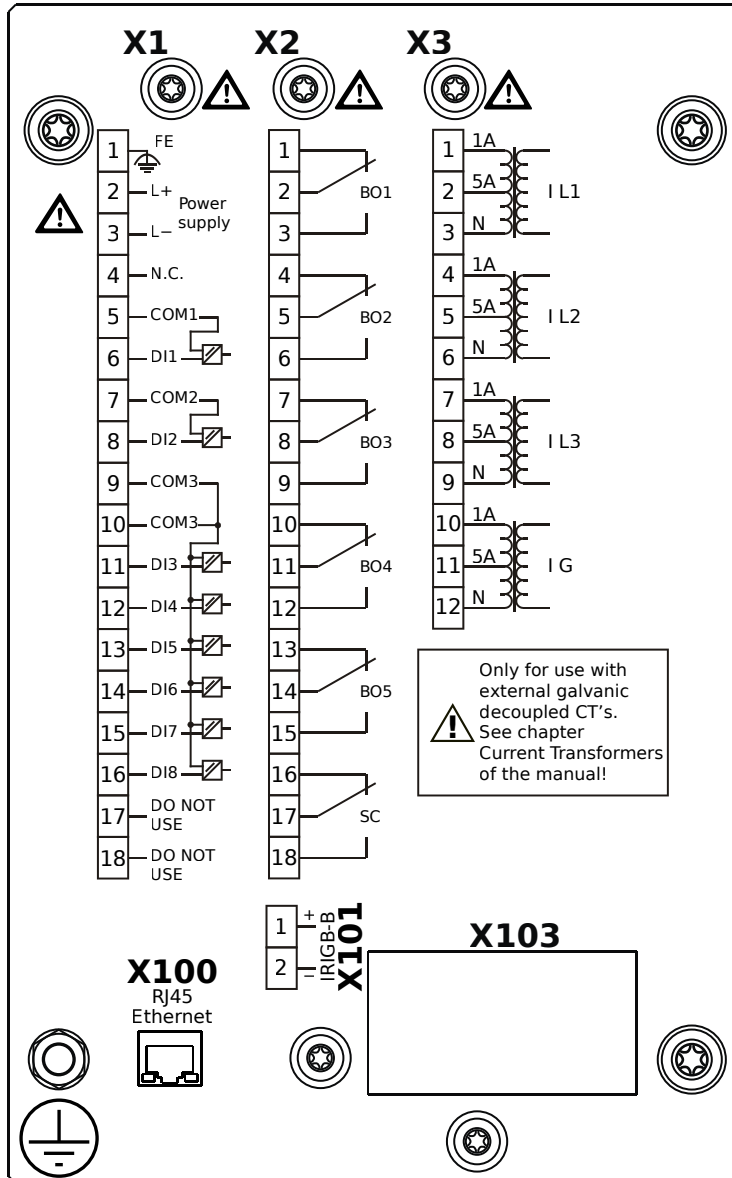 X1 X2 X3
1 FE
2 L+ Power
3 L− supply
4 N.C.
5 COM1
6 DI1
7 COM2
8 DI2
9 COM3
10 COM3
11 DI3
12 DI4
13 DI5
14 DI6
15 DI7
16 DI8
17 DO NOT
USE
18 DO NOT
USE
1
2 BO1
3
4
5 BO2
6
7
8 BO3
9
10
11 BO4
12
13
14 BO5
15
16
17 SC
18
1 1A
2 5A I L1
3 N
4 1A
5 5A I L2
6 N
7 1A
8 5A I L3
9 N
10 1A
11 5A I G
12 N
! Only for use with
external galvanic
decoupled CT's.
See chapter
Current Transformers
of the manual!
1 +
2 −
IRIGB-B
X101
X103
X100
RJ45
Ethernet